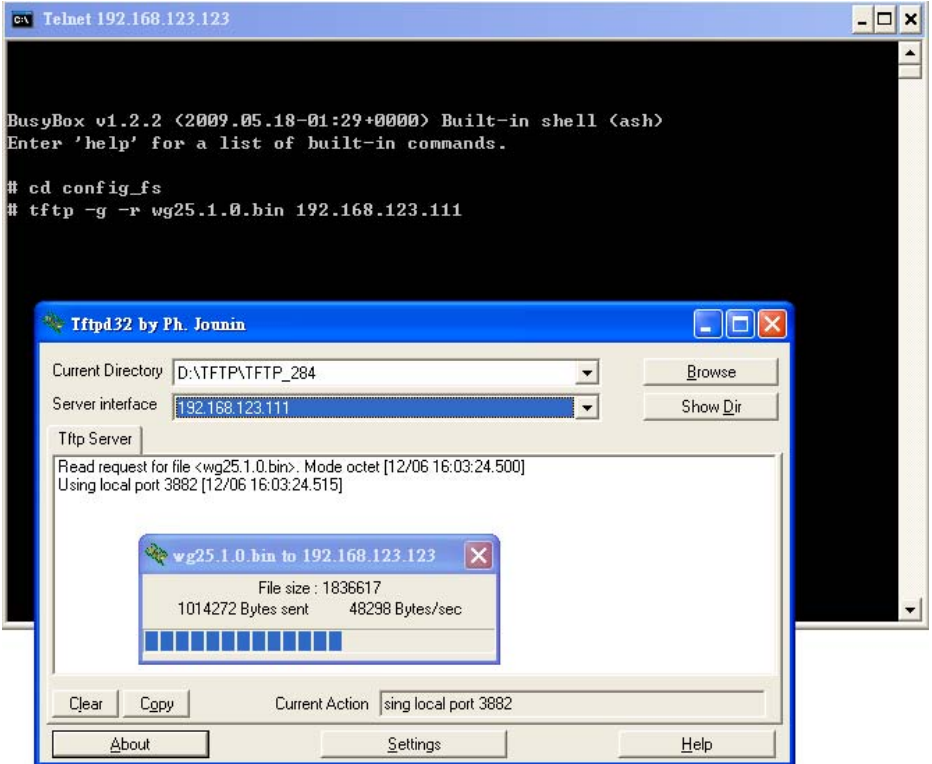 Telnet 192.168.123.123
BusyBox v1.2.2 (2009.05.18-01:29+0000) Built-in shell (ash)
Enter 'help' for a list of built-in commands.
# cd config_fs
# tftp -g -r wg25.1.0.bin 192.168.123.111
Tftpd32 by Ph. Jounin
Current Directory D:\TFTP\TFTP_284 Browse
Server interface 192.168.123.111 Show Dir
Tftp Server
Read request for file <wg25.1.0.bin>. Mode octet [12/06 16:03:24.500]
Using local port 3882 [12/06 16:03:24.515]
wg25.1.0.bin to 192.168.123.123
File size : 1836617
1014272 Bytes sent 48298 Bytes/sec
Clear Copy Current Action sing local port 3882
About Settings Help